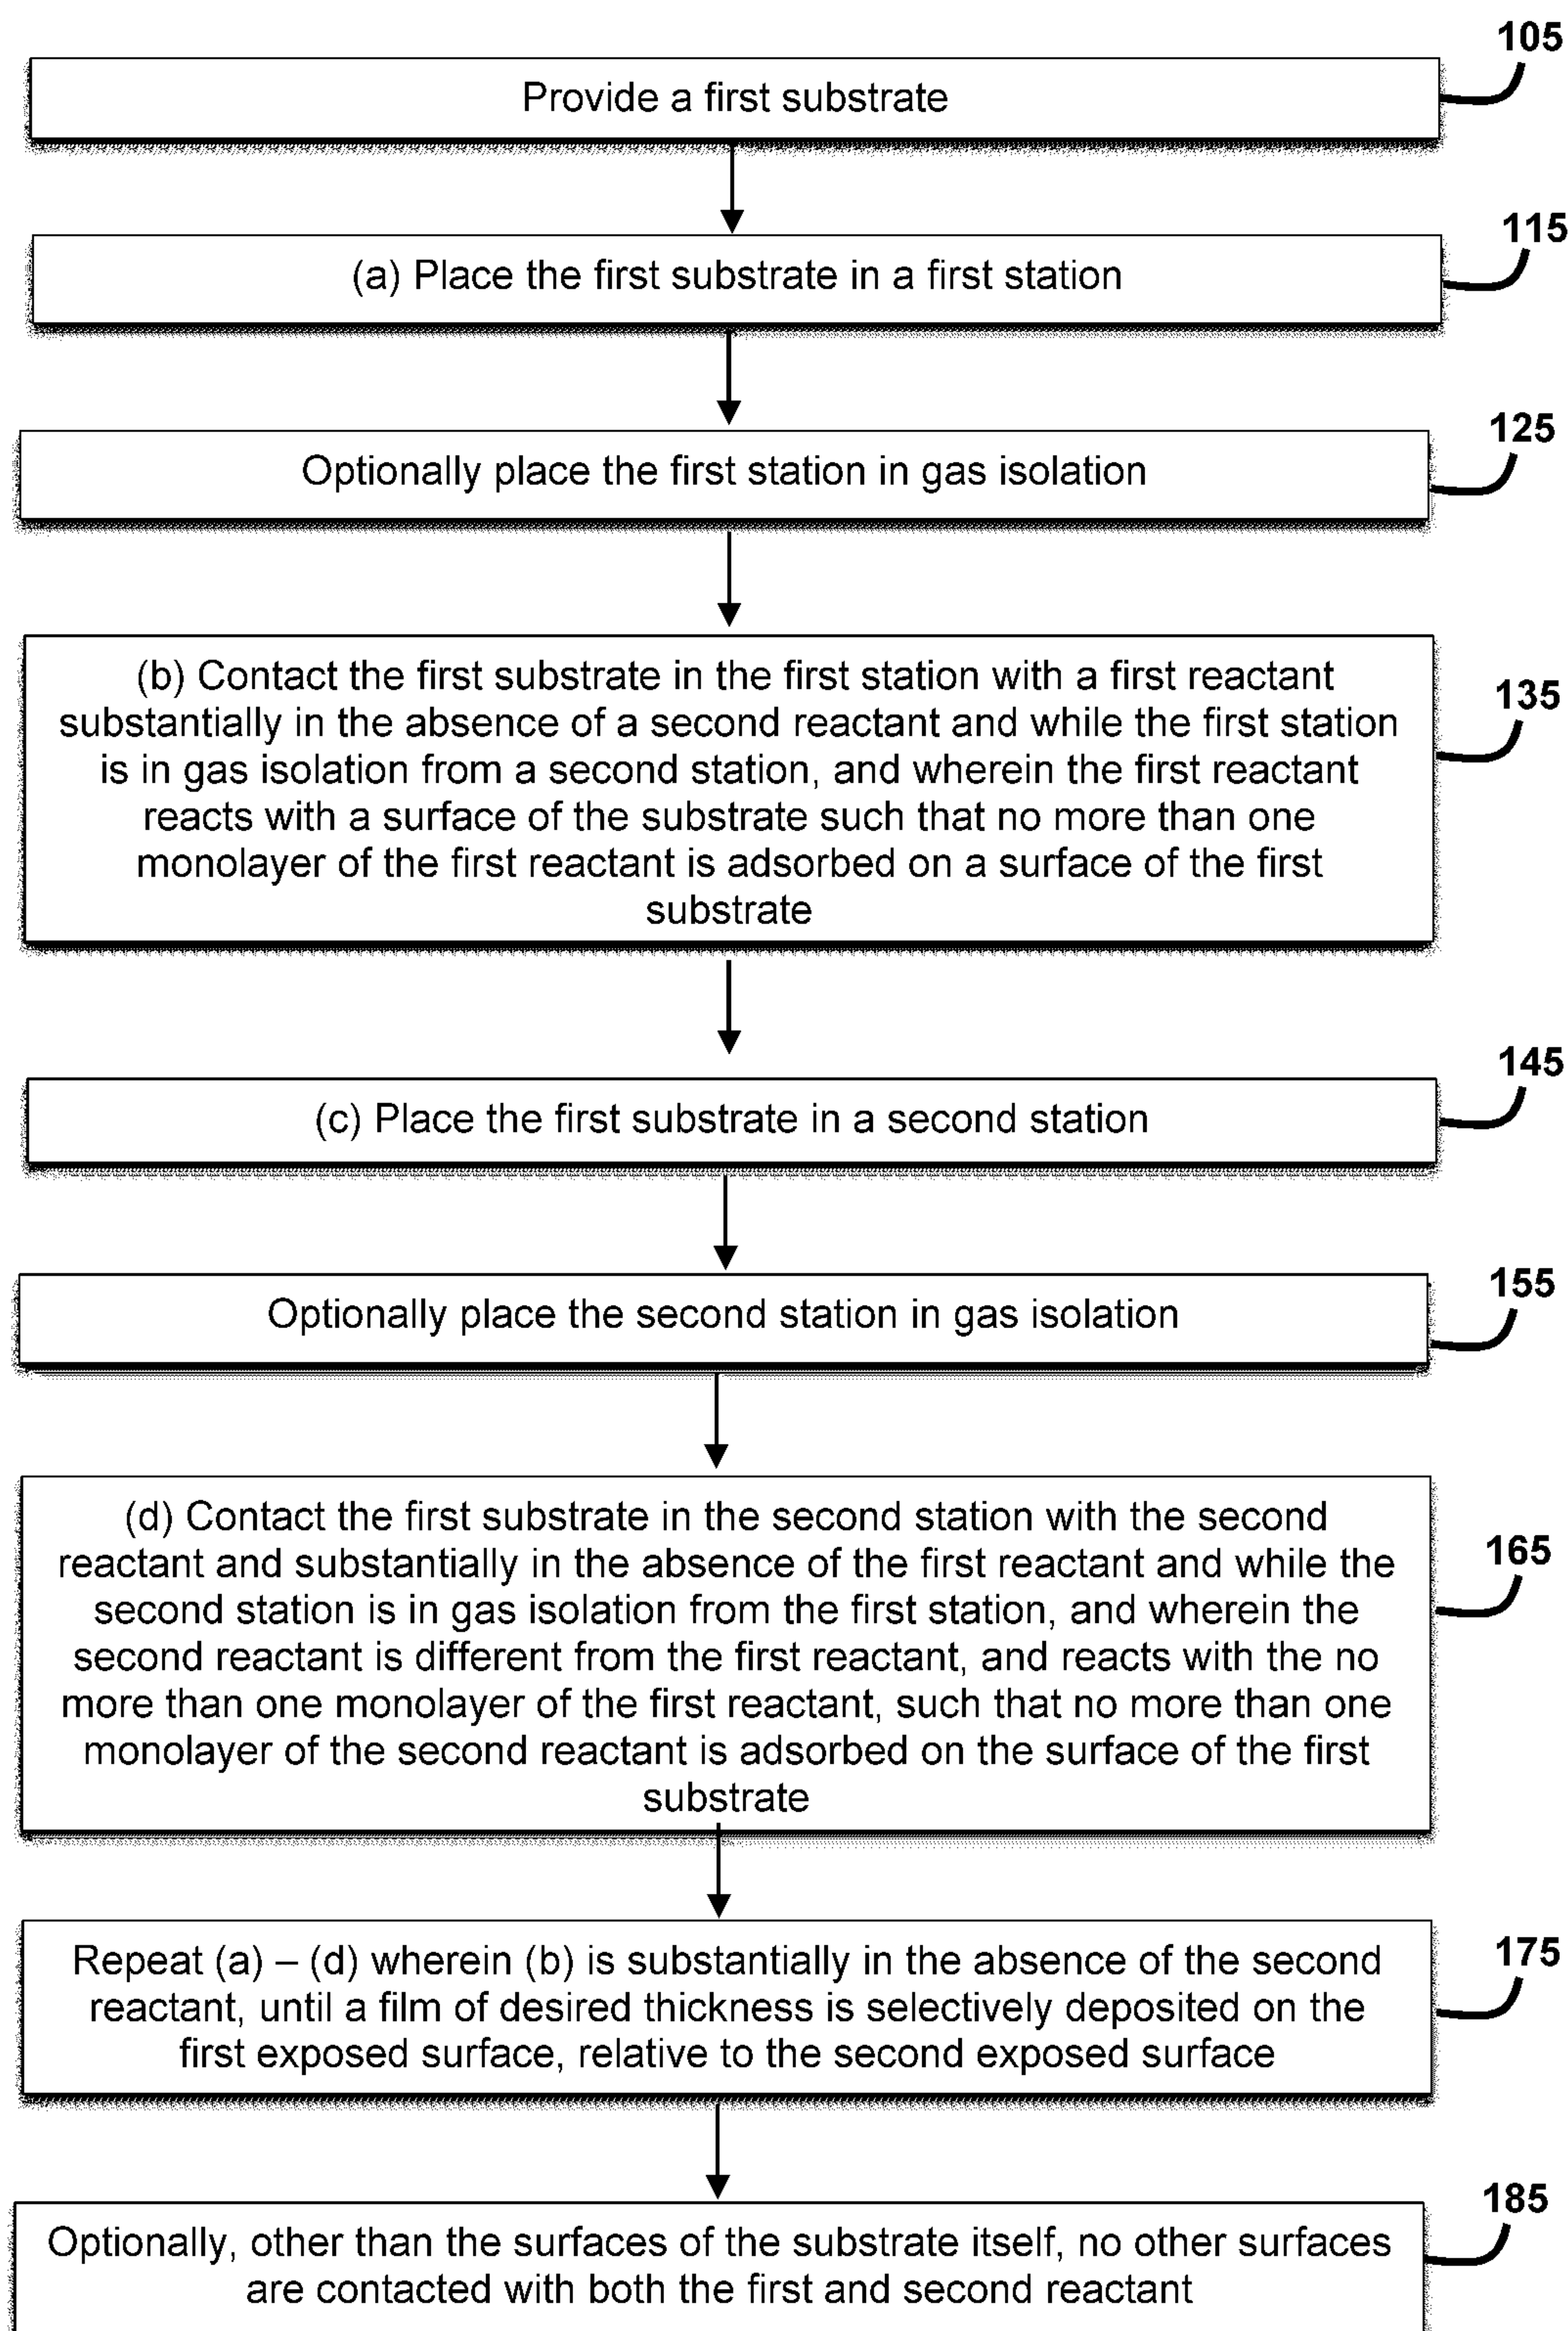 105
Provide a first substrate
115
(a) Place the first substrate in a first station
125
Optionally place the first station in gas isolation
135
(b) Contact the first substrate in the first station with a first reactant
substantially in the absence of a second reactant and while the first station
is in gas isolation from a second station, and wherein the first reactant
reacts with a surface of the substrate such that no more than one
monolayer of the first reactant is adsorbed on a surface of the first
substrate
145
(c) Place the first substrate in a second station
155
Optionally place the second station in gas isolation
165
(d) Contact the first substrate in the second station with the second
reactant and substantially in the absence of the first reactant and while the
second station is in gas isolation from the first station, and wherein the
second reactant is different from the first reactant, and reacts with the no
more than one monolayer of the first reactant, such that no more than one
monolayer of the second reactant is adsorbed on the surface of the first
substrate
175
Repeat (a) – (d) wherein (b) is substantially in the absence of the second
reactant, until a film of desired thickness is selectively deposited on the
first exposed surface, relative to the second exposed surface
185
Optionally, other than the surfaces of the substrate itself, no other surfaces
are contacted with both the first and second reactant